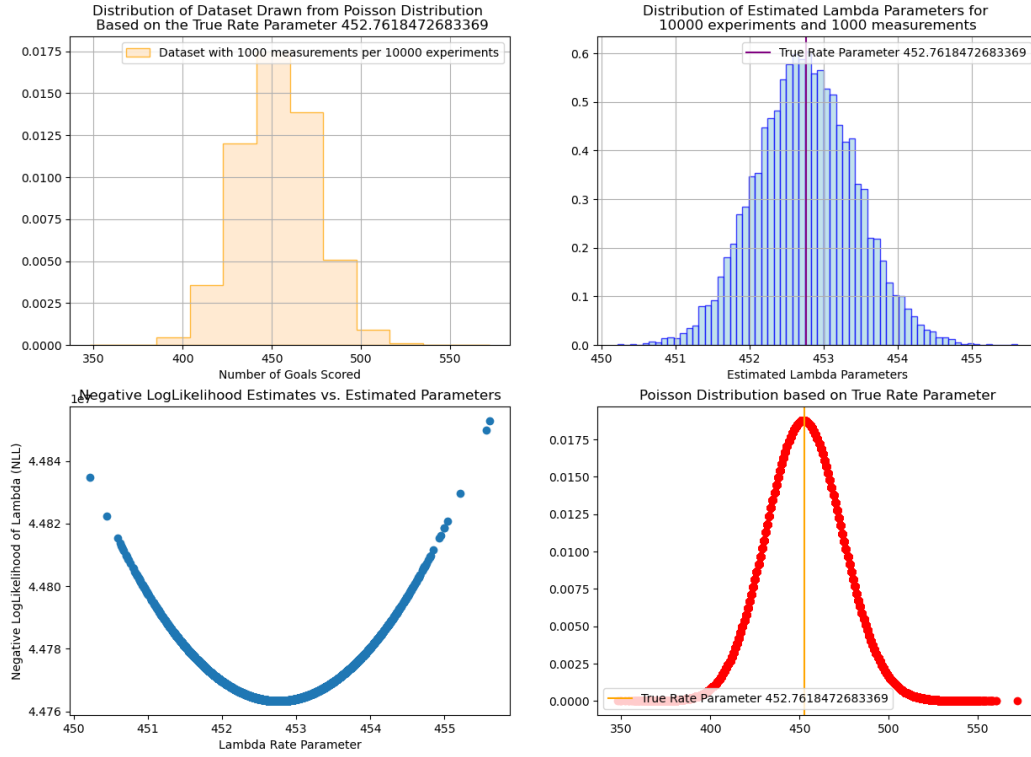 Distribution of Dataset Drawn from Poisson Distribution
Based on the True Rate Parameter 452.7618472683369
Dataset with 1000 measurements per 10000 experiments
0.0175
0.0150
0.0125
0.0100
0.0075
0.0050
0.0025
0.0000
350 400 450 500 550
Number of Goals Scored
Distribution of Estimated Lambda Parameters for
10000 experiments and 1000 measurements
True Rate Parameter 452.7618472683369
0.6
0.5
0.4
0.3
0.2
0.1
0.0
450 451 452 453 454 455
Estimated Lambda Parameters
Negative LogLikelihood Estimates vs. Estimated Parameters
1e7
Negative LogLikelihood of Lambda (NLL)
4.484
4.482
4.480
4.478
4.476
450 451 452 453 454 455
Lambda Rate Parameter
Poisson Distribution based on True Rate Parameter
0.0175
0.0150
0.0125
0.0100
0.0075
0.0050
0.0025
0.0000
True Rate Parameter 452.7618472683369
350 400 450 500 550